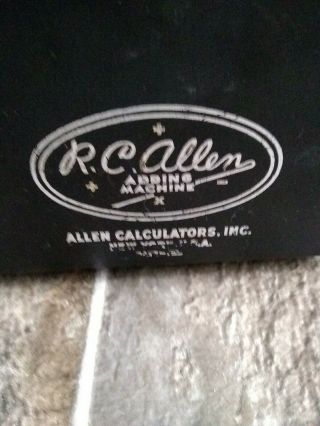 R.C. Allen
ADDING
MACHINE
ALLEN CALCULATORS, INC.
NEW YORK U.S.A.